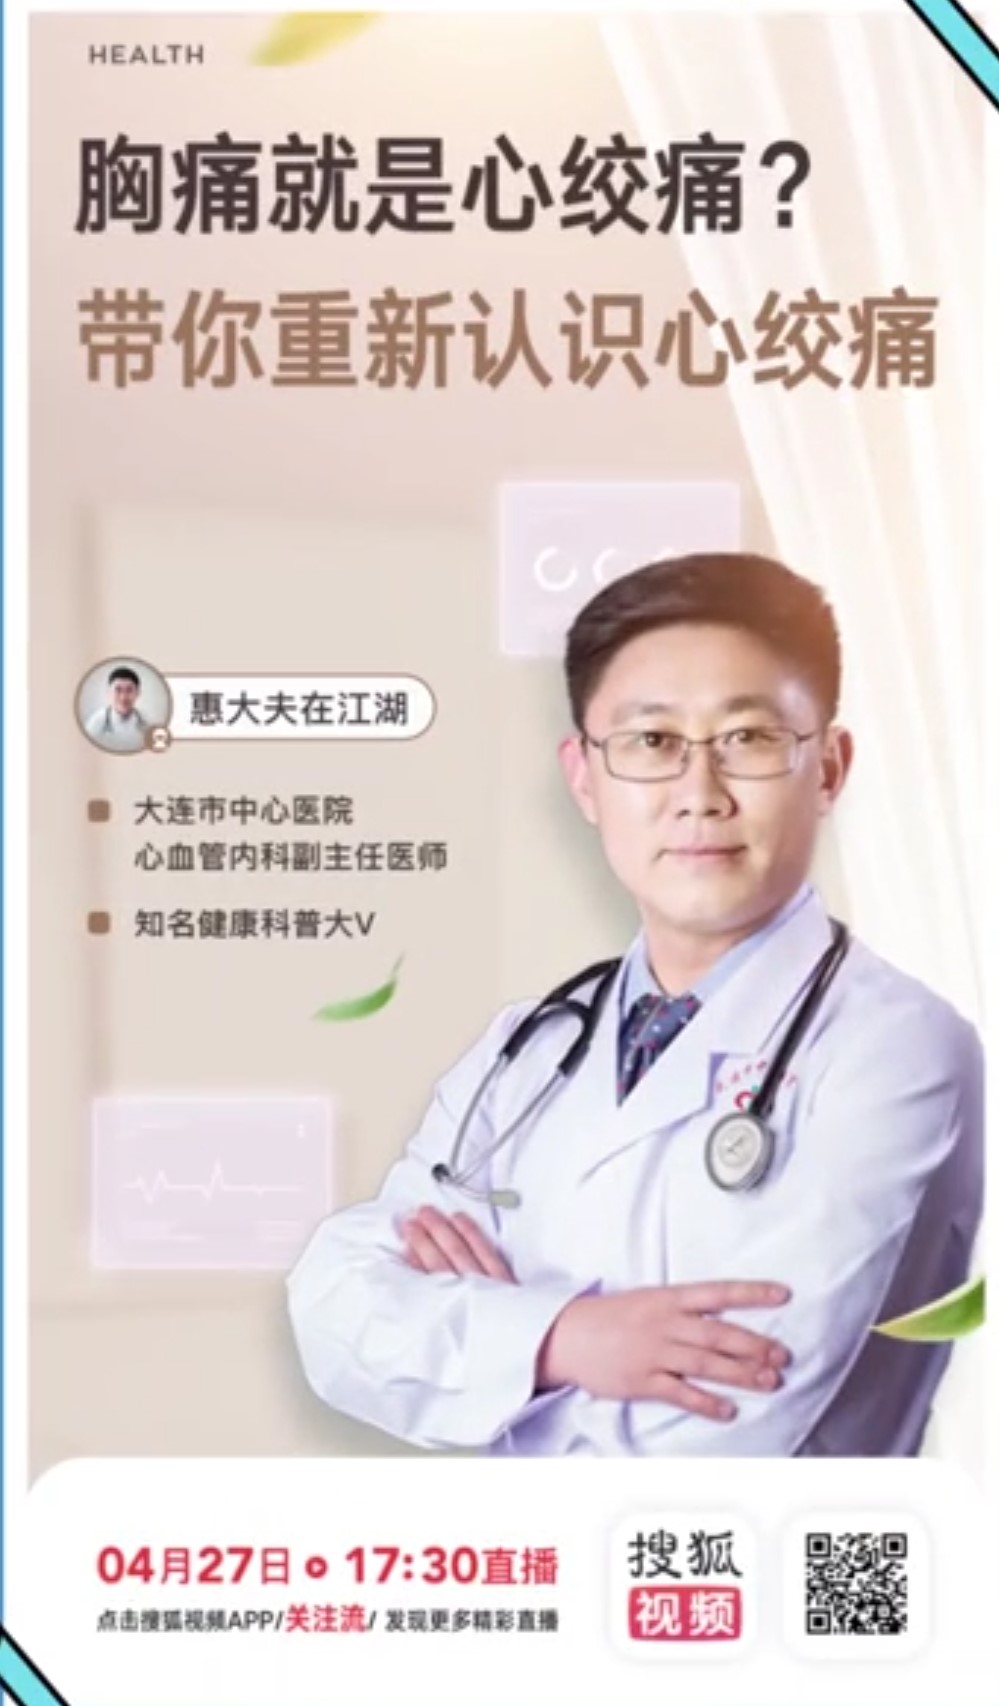 HEALTH
胸痛就是心绞痛？
带你重新认识心绞痛
惠大夫在江湖
大连市中心医院
心血管内科副主任医师
知名健康科普大V
04月27日 17:30直播
点击搜狐视频APP/关注流/ 发现更多精彩直播
搜狐
视频